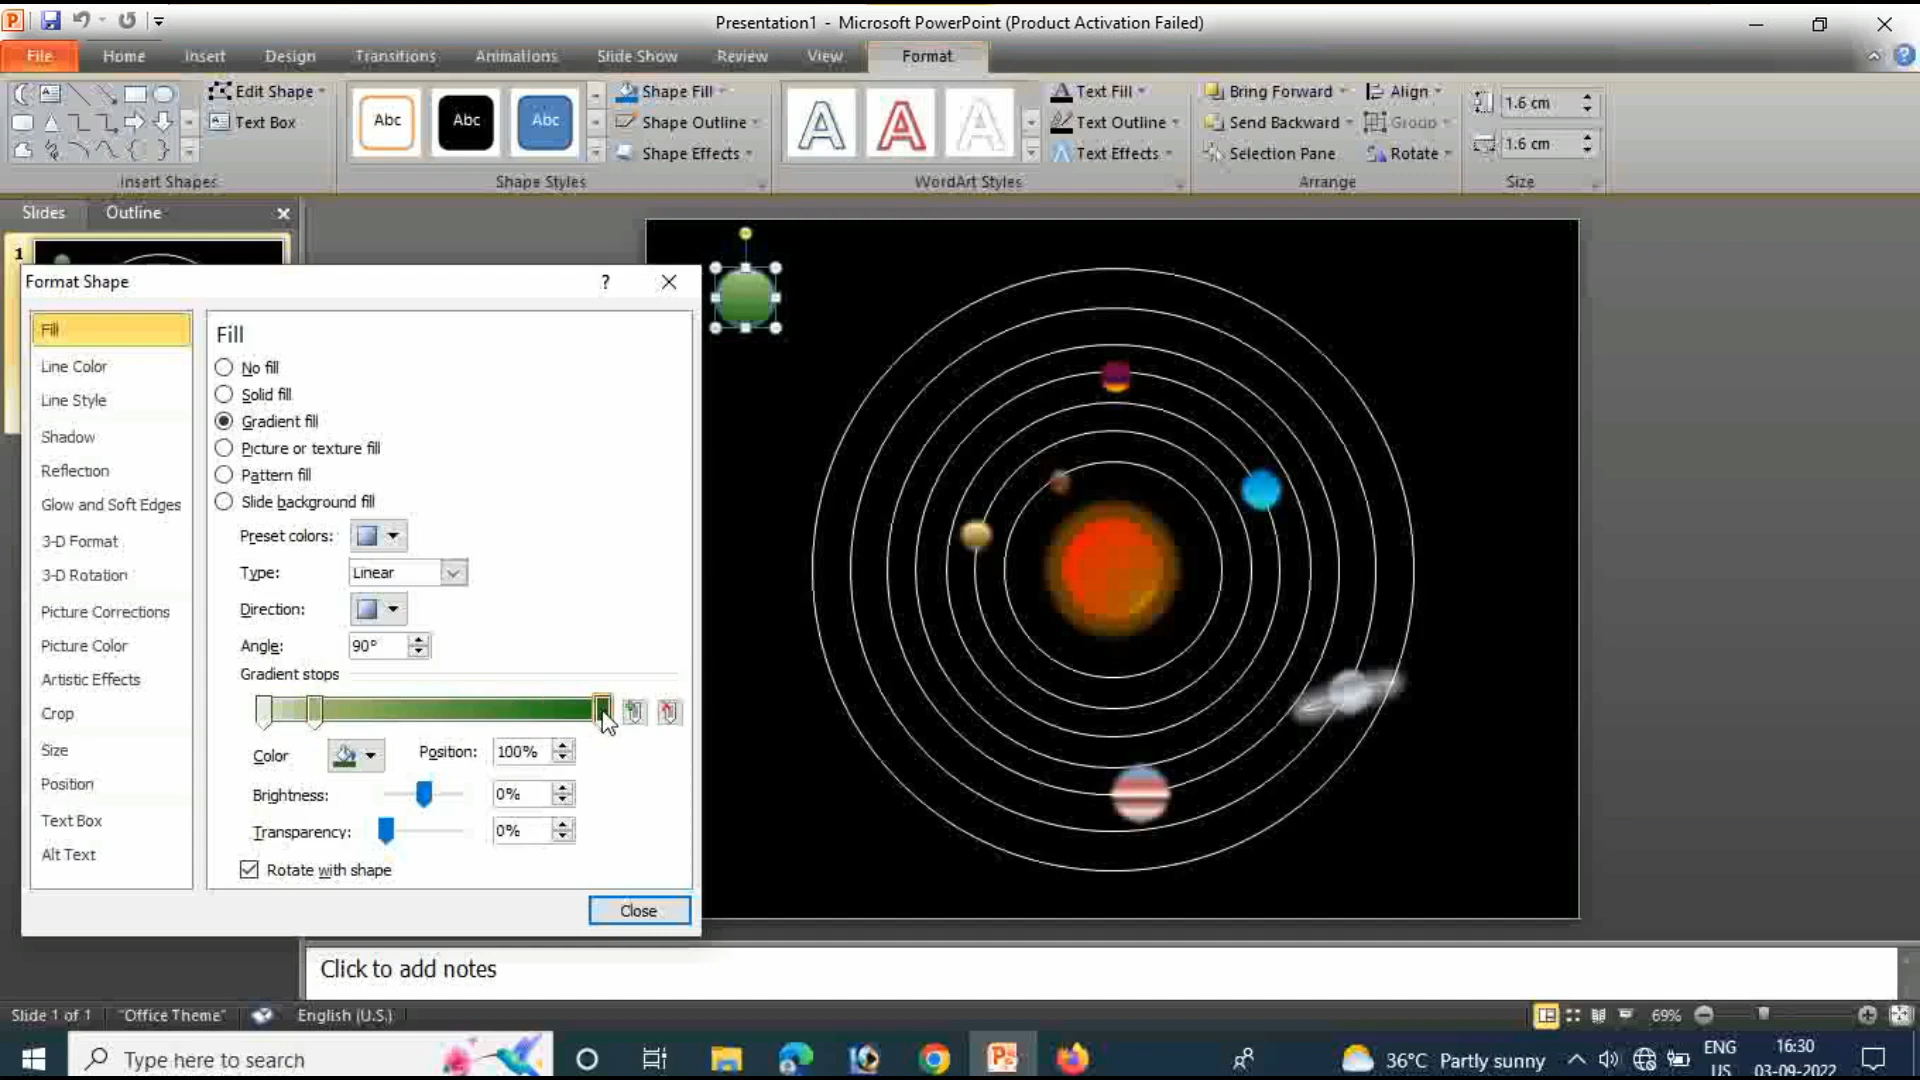 Presentation1 - Microsoft PowerPoint (Product Activation Failed)
File Home Insert Design Transitions Animations Slide Show Review View Format
Edit Shape
Text Box
Insert Shapes
Abc Abc Abc
Shape Fill
Shape Outline
Shape Effects
Shape Styles
Text Fill
Text Outline
Text Effects
WordArt Styles
Bring Forward
Send Backward
Selection Pane
Align
Group
Rotate
Arrange
1.6 cm
1.6 cm
Size
Slides Outline
1
Format Shape
Fill
Line Color
Line Style
Shadow
Reflection
Glow and Soft Edges
3-D Format
3-D Rotation
Picture Corrections
Picture Color
Artistic Effects
Crop
Size
Position
Text Box
Alt Text
Fill
No fill
Solid fill
Gradient fill
Picture or texture fill
Pattern fill
Slide background fill
Preset colors:
Type: Linear
Direction:
Angle: 90°
Gradient stops
Color Position: 100%
Brightness: 0%
Transparency: 0%
Rotate with shape
Close
Click to add notes
Slide 1 of 1 "Office Theme" English (U.S.) 69%
Type here to search
36°C Partly sunny
ENG
US
16:30
03-09-2022